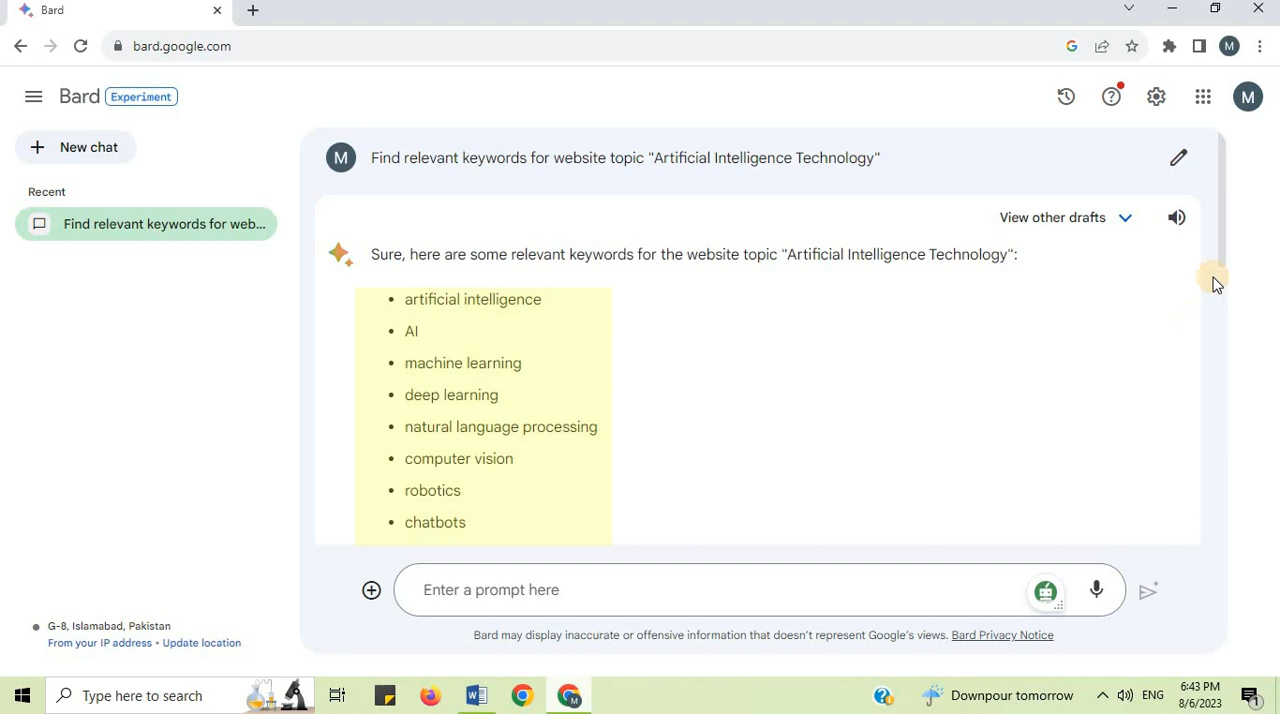 Bard
bard.google.com
M
Bard Experiment
M
New chat
Recent
Find relevant keywords for web...
M
Find relevant keywords for website topic "Artificial Intelligence Technology"
View other drafts
Sure, here are some relevant keywords for the website topic "Artificial Intelligence Technology":
• artificial intelligence
• AI
• machine learning
• deep learning
• natural language processing
• computer vision
• robotics
• chatbots
Enter a prompt here
Bard may display inaccurate or offensive information that doesn't represent Google's views. Bard Privacy Notice
G-8, Islamabad, Pakistan
From your IP address • Update location
Type here to search
Downpour tomorrow
ENG
6:43 PM
8/6/2023
1